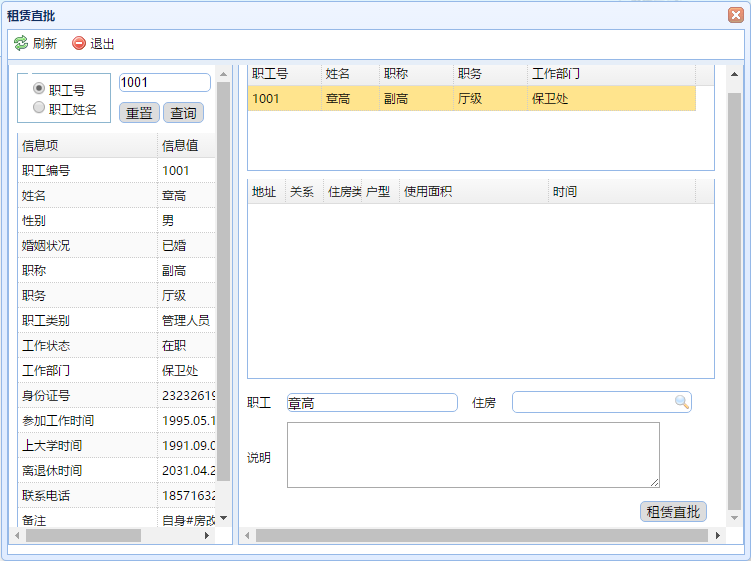 租赁直批
刷新 退出
职工号
职工姓名
1001
重置 查询
信息项 信息值
职工编号 1001
姓名 章高
性别 男
婚姻状况 已婚
职称 副高
职务 厅级
职工类别 管理人员
工作状态 在职
工作部门 保卫处
身份证号 23232619
参加工作时间 1995.05.1
上大学时间 1991.09.0
离退休时间 2031.04.2
联系电话 18571632
备注 自身#房改
职工号 姓名 职称 职务 工作部门
1001 章高 副高 厅级 保卫处
地址 关系 住房类 户型 使用面积 时间
职工 章高 住房
说明
租赁直批